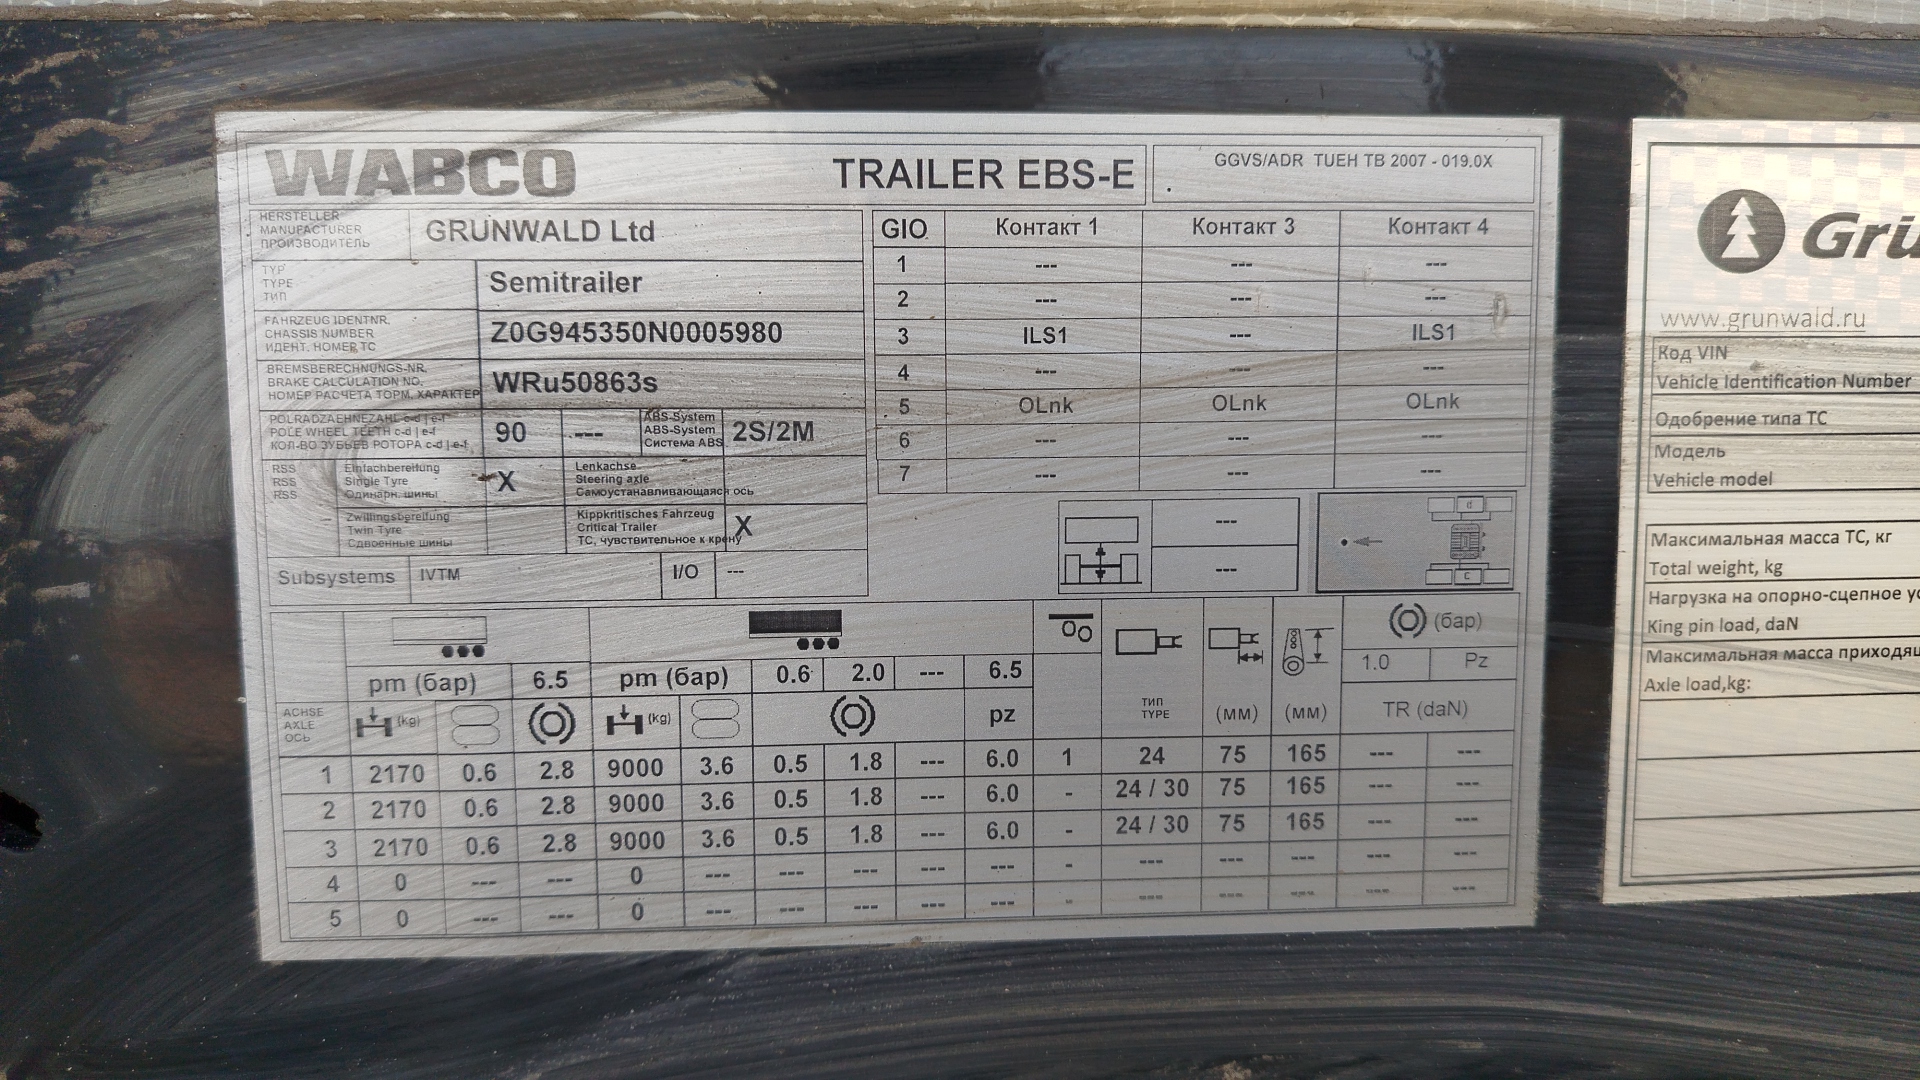 WABCO TRAILER EBS-E GGVS/ADR TUEH TB 2007 - 019.0X
HERSTELLER
MANUFACTURER
ПРОИЗВОДИТЕЛЬ
GRUNWALD Ltd
TYP
TYPE
ТИП
Semitrailer
FAHRZEUG IDENTNR.
CHASSIS NUMBER
ИДЕНТ. НОМЕР ТС
Z0G945350N0005980
BREMSBERECHNUNGS-NR.
BRAKE CALCULATION NO.
НОМЕР РАСЧЕТА ТОРМ. ХАРАКТЕР
WRu50863s
POLRADZAEHNEZAHL c-d | e-f
POLE WHEEL TEETH c-d | e-f
КОЛ-ВО ЗУБЬЕВ РОТОРА c-d | e-f
90 ---
ABS-System
ABS-System
Система ABS
2S/2M
RSS
RSS
RSS
Einfachbereifung
Single Tyre
Одинарн. шины
X
Lenkachse
Steering axle
Самоустанавливающаяся ось
Zwillingsbereifung
Twin Tyre
Сдвоенные шины
Kippkritisches Fahrzeug
Critical Trailer
ТС, чувствительное к крену
X
Subsystems IVTM I/O ---
GIO Контакт 1 Контакт 3 Контакт 4
1 --- --- ---
2 --- --- ---
3 ILS1 --- ILS1
4 --- --- ---
5 OLnk OLnk OLnk
6 --- --- ---
7 --- --- ---
---
---
d
c
pm (бар) 6.5 pm (бар) 0.6 2.0 --- 6.5
(бар)
1.0 Pz
ACHSE
AXLE
ОСЬ
(kg) (kg) pz
ТИП
TYPE
(мм) (мм) TR (daN)
1 2170 0.6 2.8 9000 3.6 0.5 1.8 --- 6.0 1 24 75 165 --- ---
2 2170 0.6 2.8 9000 3.6 0.5 1.8 --- 6.0 - 24 / 30 75 165 --- ---
3 2170 0.6 2.8 9000 3.6 0.5 1.8 --- 6.0 - 24 / 30 75 165 --- ---
4 0 --- --- 0 --- --- --- --- --- - --- --- --- --- ---
5 0 --- --- 0 --- --- --- --- --- - --- --- --- --- ---
Grü
www.grunwald.ru
Код VIN
Vehicle Identification Number
Одобрение типа ТС
Модель
Vehicle model
Максимальная масса ТС, кг
Total weight, kg
Нагрузка на опорно-сцепное ус
King pin load, daN
Максимальная масса приходящ
Axle load,kg: